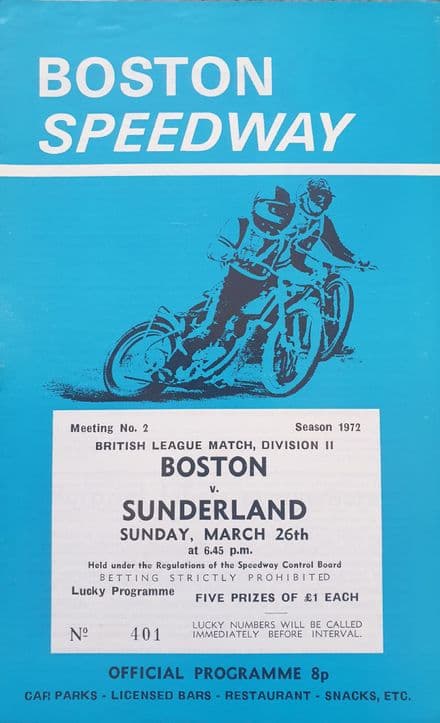 BOSTON
SPEEDWAY
Meeting No. 2 Season 1972
BRITISH LEAGUE MATCH, DIVISION II
BOSTON
v.
SUNDERLAND
SUNDAY, MARCH 26th
at 6.45 p.m.
Held under the Regulations of the Speedway Control Board
BETTING STRICTLY PROHIBITED
Lucky Programme FIVE PRIZES OF £1 EACH
Nº 401 LUCKY NUMBERS WILL BE CALLED
IMMEDIATELY BEFORE INTERVAL.
OFFICIAL PROGRAMME 8p
CAR PARKS - LICENSED BARS - RESTAURANT - SNACKS, ETC.